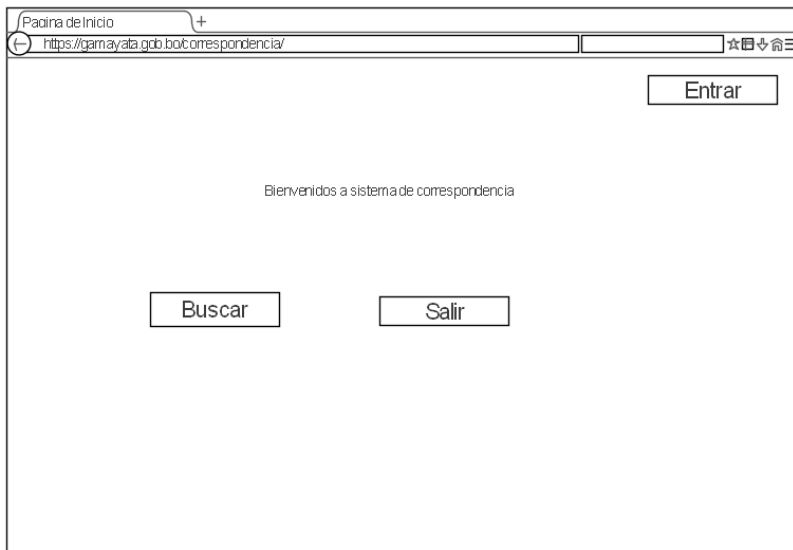 Pagina de Inicio
https://gamayata.gob.bo/correspondencia/
Entrar
Bienvenidos a sistema de correspondencia
Buscar
Salir